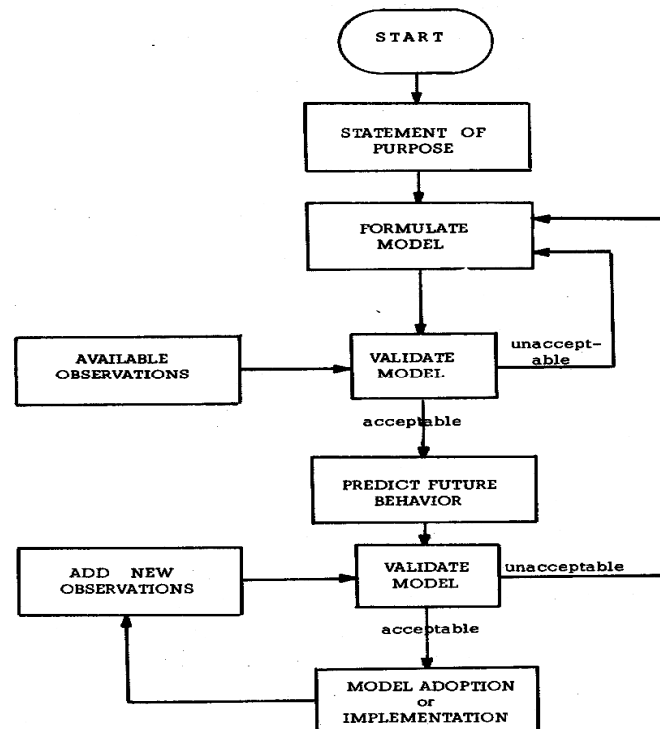 START
STATEMENT OF
PURPOSE
FORMULATE
MODEL
AVAILABLE
OBSERVATIONS
VALIDATE
MODEL
unaccept-
able
acceptable
PREDICT FUTURE
BEHAVIOR
ADD NEW
OBSERVATIONS
VALIDATE
MODEL
unacceptable
acceptable
MODEL ADOPTION
or
IMPLEMENTATION